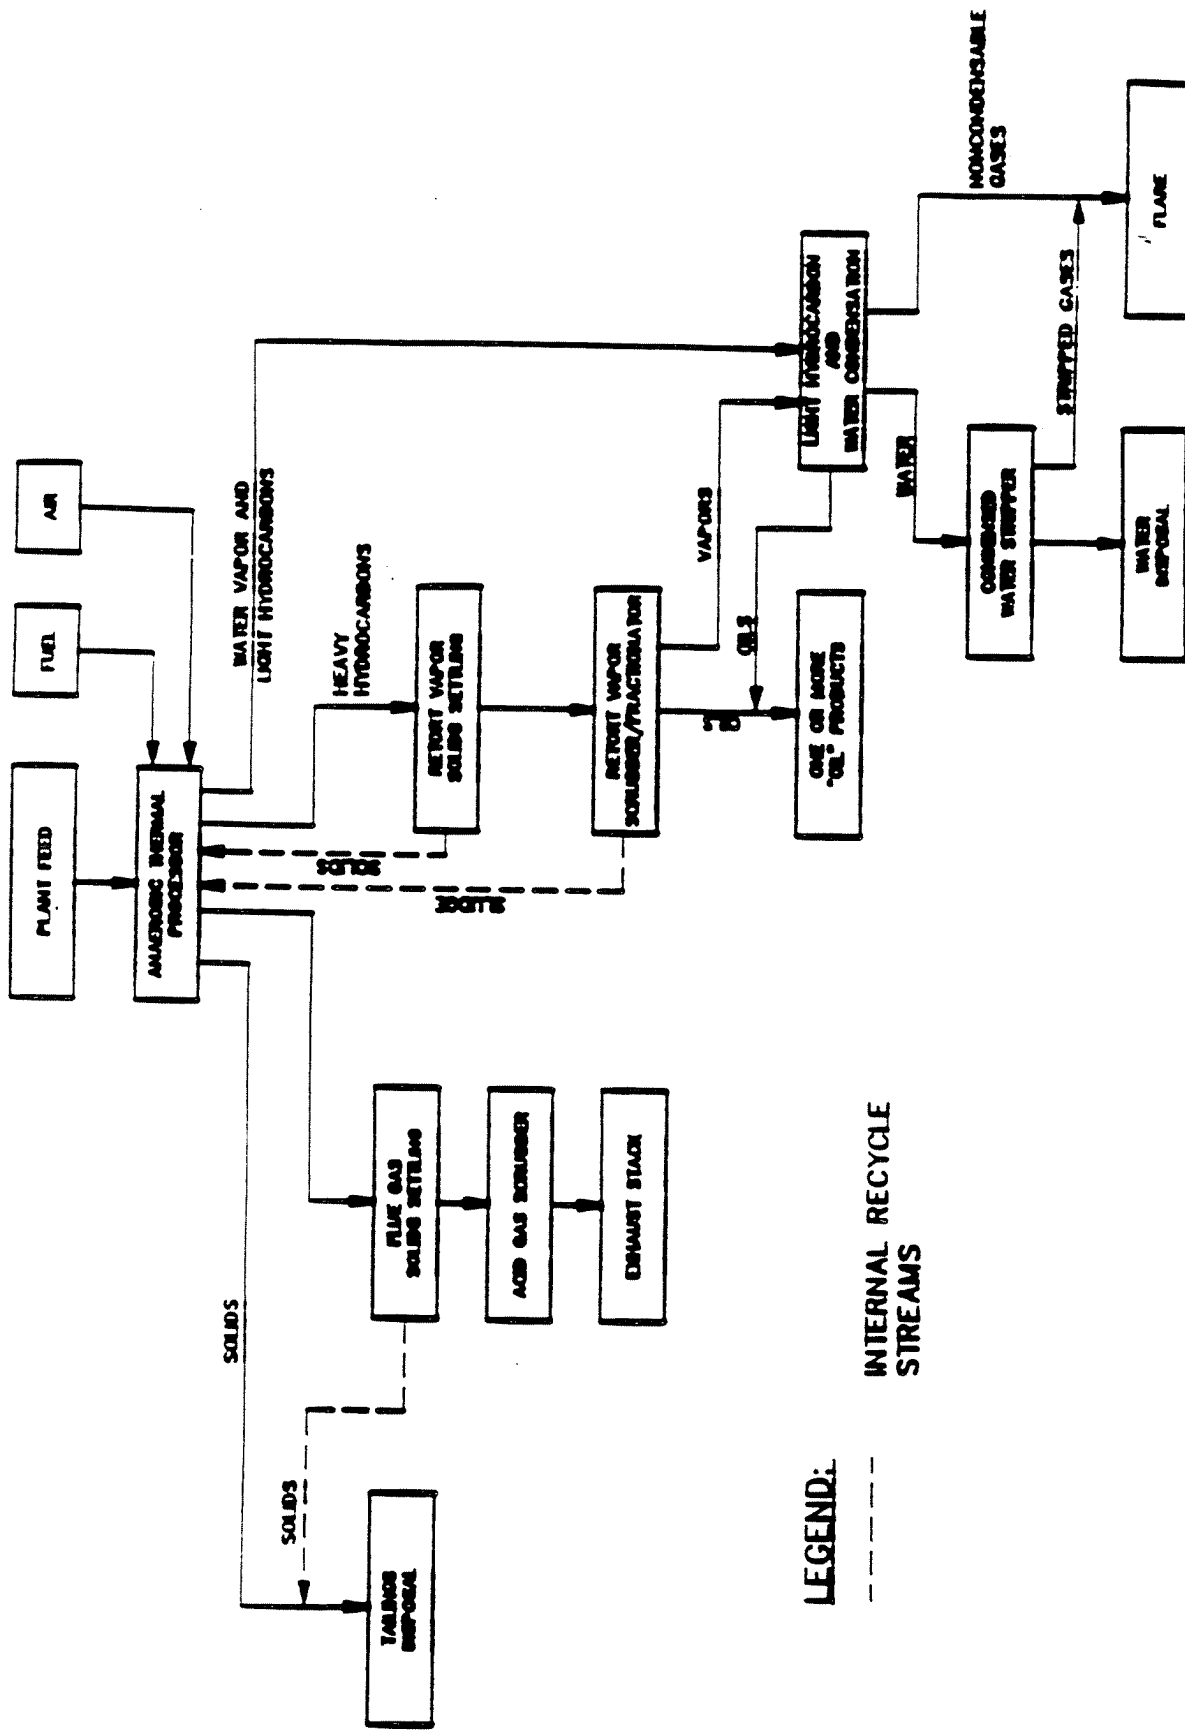 PLANT FEED
FUEL
AIR
ANAEROBIC THERMAL
PROCESSOR
SOLIDS
WATER VAPOR AND
LIGHT HYDROCARBONS
HEAVY
HYDROCARBONS
SOLIDS
SOLIDS
SLUDGE
TAILINGS
DISPOSAL
FLUE GAS
SOLIDS SETTLING
RETORT VAPOR
SOLIDS SETTLING
ACID GAS SCRUBBER
RETORT VAPOR
SCRUBBER/FRACTIONATOR
EXHAUST STACK
VAPORS
OILS
OILS
ONE OR MORE
"OIL" PRODUCTS
LIGHT HYDROCARBON
AND
WATER CONDENSATION
WATER
NONCONDENSABLE
GASES
CONDENSED
WATER STRIPPER
STRIPPED GASES
WATER
DISPOSAL
FLARE
LEGEND:
INTERNAL RECYCLE
STREAMS